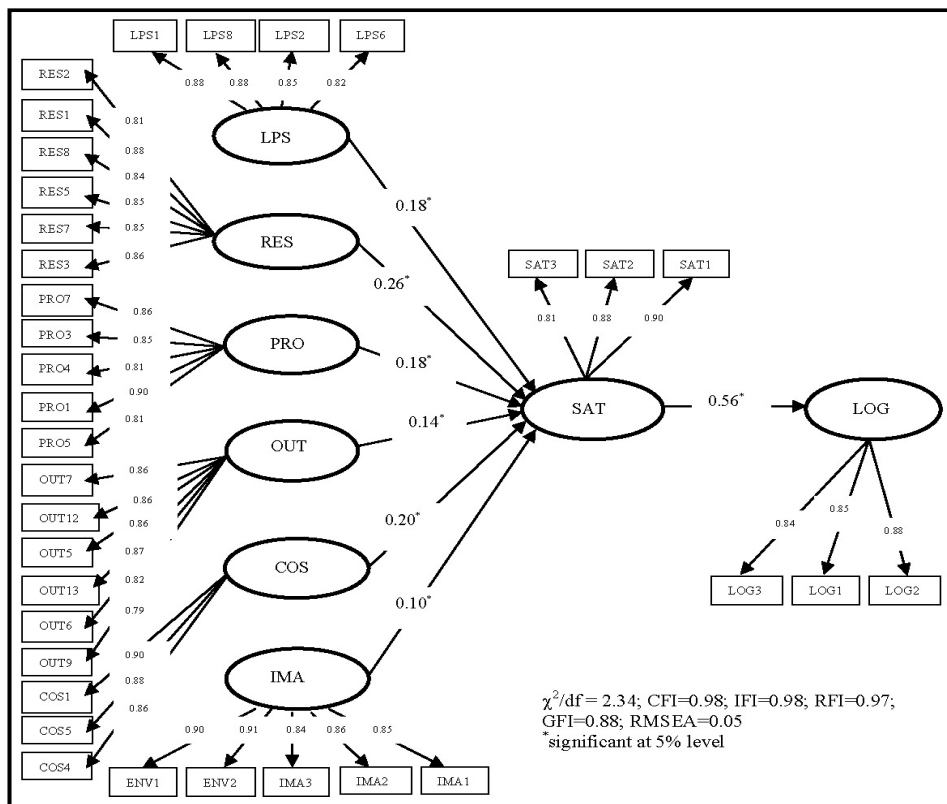 LPS1 LPS8 LPS2 LPS6
0.88 0.88 0.85 0.82
RES2
RES1
RES8
RES5
RES7
RES3
PRO7
PRO3
PRO4
PRO1
PRO5
OUT7
OUT12
OUT5
OUT13
OUT6
OUT9
COS1
COS5
COS4
0.81
0.88
0.84
0.85
0.85
0.86
0.86
0.85
0.81
0.90
0.81
0.86
0.86
0.86
0.87
0.82
0.79
0.90
0.88
0.86
LPS
RES
PRO
OUT
COS
IMA
0.18*
0.26*
0.18*
0.14*
0.20*
0.10*
SAT3 SAT2 SAT1
0.81 0.88 0.90
SAT
0.56*
LOG
0.84 0.85 0.88
LOG3 LOG1 LOG2
0.90 0.91 0.84 0.86 0.85
ENV1 ENV2 IMA3 IMA2 IMA1
χ²/df = 2.34; CFI=0.98; IFI=0.98; RFI=0.97;
GFI=0.88; RMSEA=0.05
*significant at 5% level